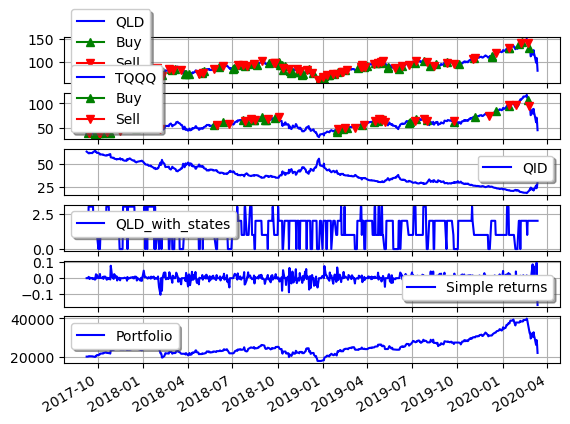 QLD
Buy
Sell
150
100
TQQQ
Buy
Sell
100
50
QID
50
25
QLD_with_states
2.5
0.0
Simple returns
0.1
0.0
−0.1
Portfolio
40000
20000
2017-10 2018-01 2018-04 2018-07 2018-10 2019-01 2019-04 2019-07 2019-10 2020-01 2020-04